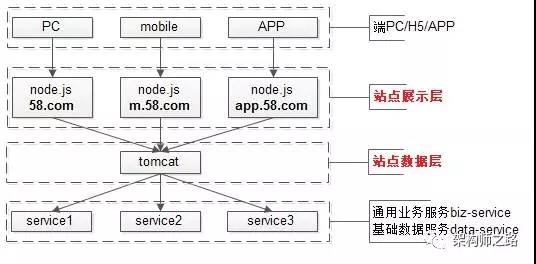 PC mobile APP 端PC/H5/APP
node.js node.js node.js
58.com m.58.com app.58.com 站点展示层
tomcat 站点数据层
service1 service2 service3 通用业务服务biz-service
基础数据服务data-service
架构师之路